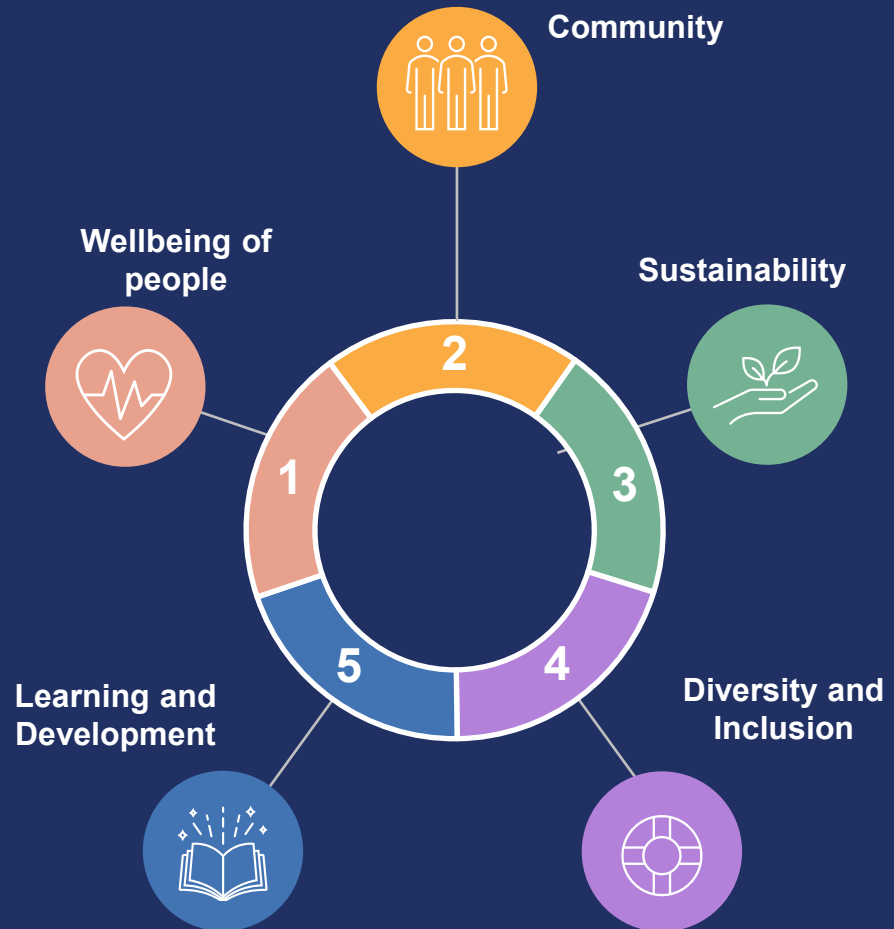 Community
Wellbeing of
people
Sustainability
2
1
3
5
4
Learning and
Development
Diversity and
Inclusion